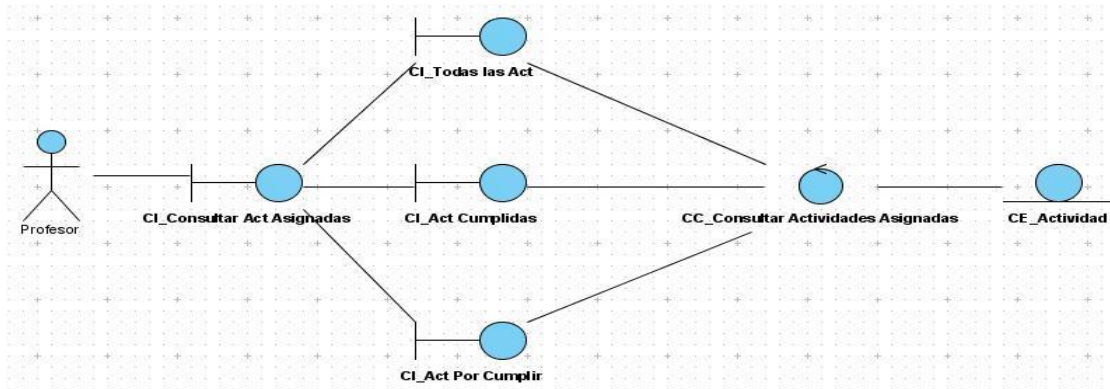 CI_Todas las Act
Profesor
CI_Consultar Act Asignadas
CI_Act Cumplidas
CC_Consultar Actividades Asignadas
CE_Actividad
CI_Act Por Cumplir